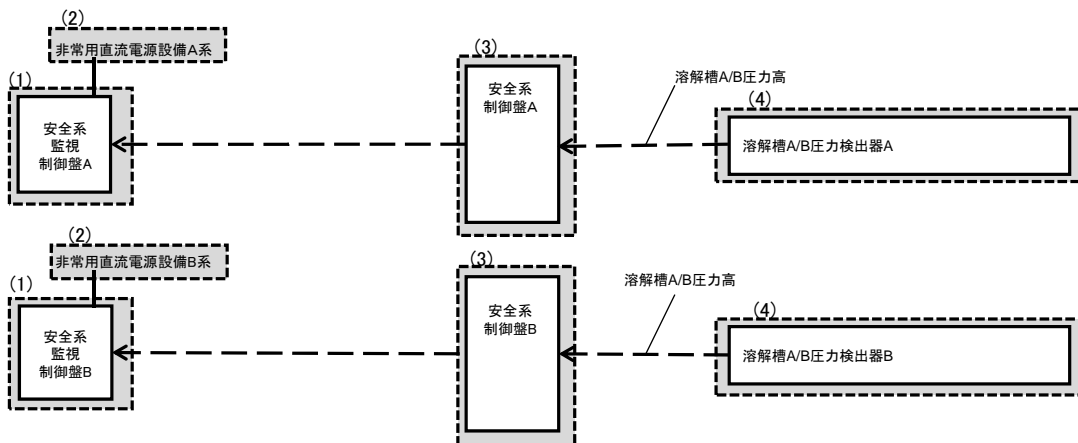 (2)
非常用直流電源設備A系
(1)
安全系
監視
制御盤A
(3)
安全系
制御盤A
溶解槽A/B圧力高
(4)
溶解槽A/B圧力検出器A
(2)
非常用直流電源設備B系
(1)
安全系
監視
制御盤B
(3)
安全系
制御盤B
溶解槽A/B圧力高
(4)
溶解槽A/B圧力検出器B